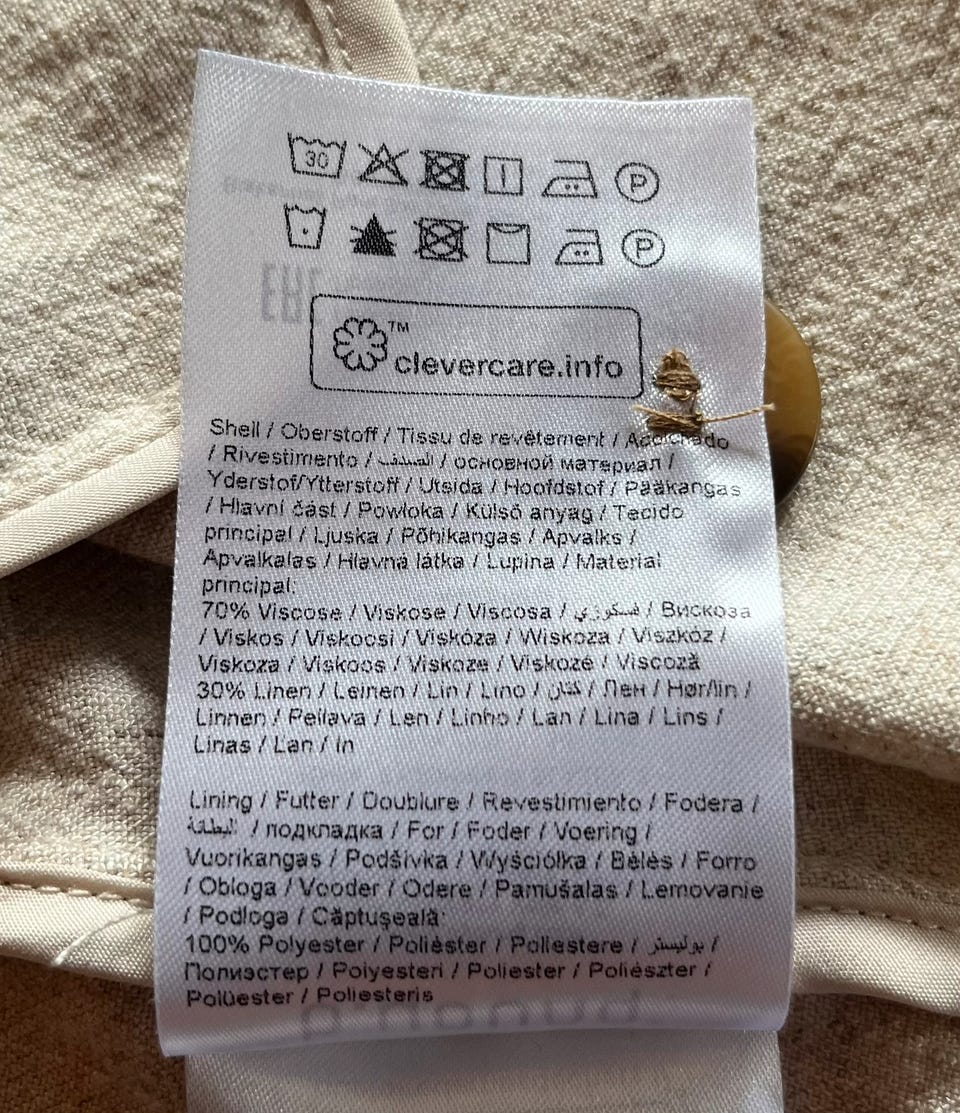 30 P
P
EAC
™
clevercare.info
Shell / Oberstoff / Tissu de revêtement / Acolchado
/ Rivestimento / الصدف / основной материал /
Yderstof/Ytterstoff / Utsida / Hoofdstof / Pääkangas
/ Hlavní část / Powłoka / Külső anyag / Tecido
principal / Ljuska / Põhikangas / Apvalks /
Apvalkalas / Hlavná látka / Lupina / Material
principal:
70% Viscose / Viskose / Viscosa / فيسكوزي / Вискоза
/ Viskos / Viskoosi / Viskóza / Wiskoza / Viszkóz /
Viskoza / Viskoos / Viskoze / Viskozė / Viscoză
30% Linen / Leinen / Lin / Lino / كتان / Лен / Hør/lin /
Linnen / Pellava / Len / Linho / Lan / Lina / Lins /
Linas / Ľan / In
Lining / Futter / Doublure / Revestimiento / Fodera /
البطانة / подкладка / For / Foder / Voering /
Vuorikangas / Podšívka / Wyściółka / Bélés / Forro
/ Obloga / Vooder / Odere / Pamušalas / Lemovanie
/ Podloga / Căptușeală:
100% Polyester / Poliéster / Poliestere / بوليستر /
Полиэстер / Polyesteri / Poliester / Poliészter /
Polüester / Poliesteris